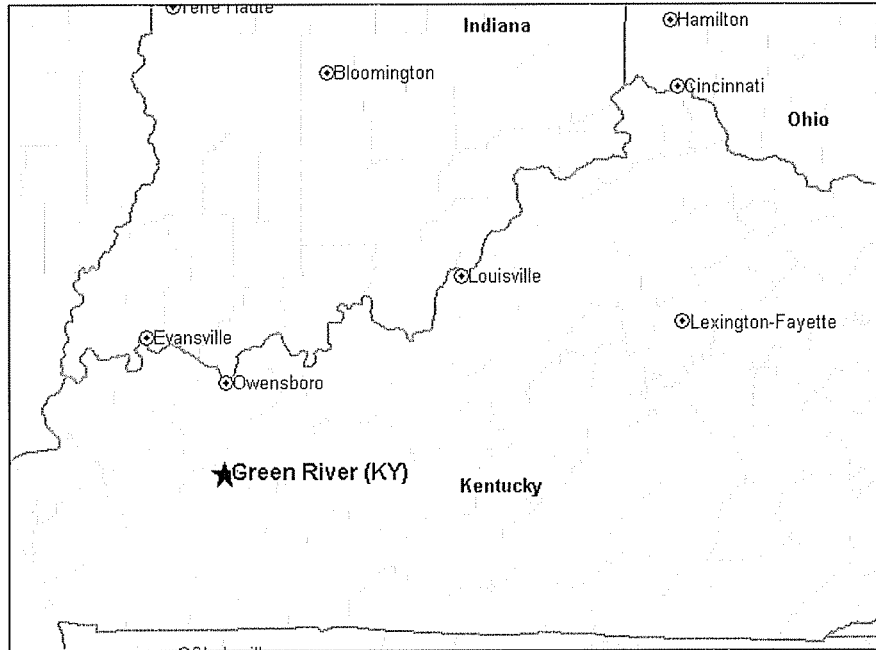 Indiana
Hamilton
Bloomington
Cincinnati
Ohio
Louisville
Lexington-Fayette
Evansville
Owensboro
Green River (KY)
Kentucky